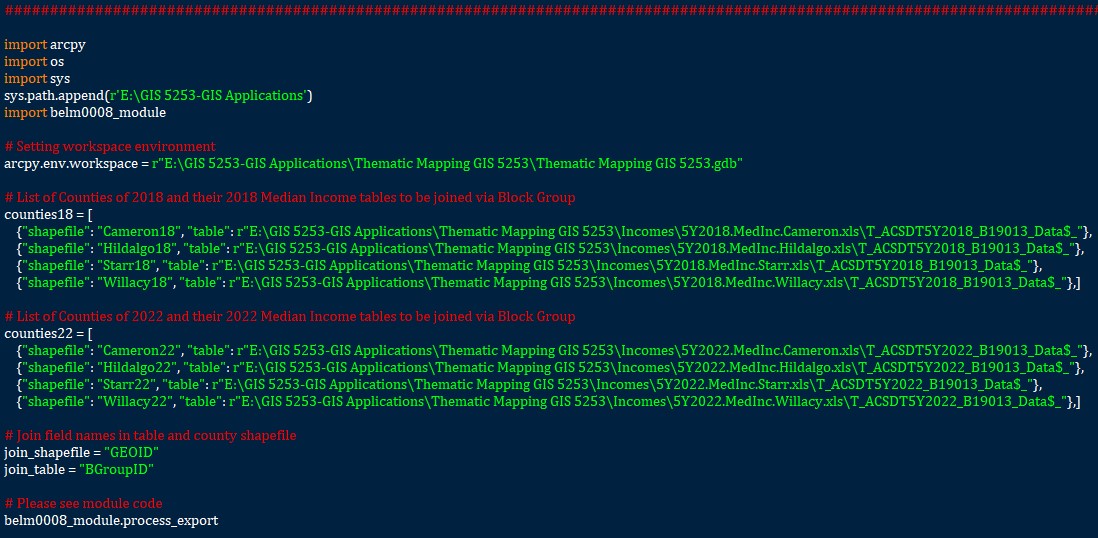 ####################################################################################################################################
import arcpy
import os
import sys
sys.path.append(r'E:\GIS 5253-GIS Applications')
import belm0008_module
# Setting workspace environment
arcpy.env.workspace = r"E:\GIS 5253-GIS Applications\Thematic Mapping GIS 5253\Thematic Mapping GIS 5253.gdb"
# List of Counties of 2018 and their 2018 Median Income tables to be joined via Block Group
counties18 = [
{"shapefile": "Cameron18", "table": r"E:\GIS 5253-GIS Applications\Thematic Mapping GIS 5253\Incomes\5Y2018.MedInc.Cameron.xls\T_ACSDT5Y2018_B19013_Data$_"},
{"shapefile": "Hildalgo18", "table": r"E:\GIS 5253-GIS Applications\Thematic Mapping GIS 5253\Incomes\5Y2018.MedInc.Hildalgo.xls\T_ACSDT5Y2018_B19013_Data$_"},
{"shapefile": "Starr18", "table": r"E:\GIS 5253-GIS Applications\Thematic Mapping GIS 5253\Incomes\5Y2018.MedInc.Starr.xls\T_ACSDT5Y2018_B19013_Data$_"},
{"shapefile": "Willacy18", "table": r"E:\GIS 5253-GIS Applications\Thematic Mapping GIS 5253\Incomes\5Y2018.MedInc.Willacy.xls\T_ACSDT5Y2018_B19013_Data$_"},]
# List of Counties of 2022 and their 2022 Median Income tables to be joined via Block Group
counties22 = [
{"shapefile": "Cameron22", "table": r"E:\GIS 5253-GIS Applications\Thematic Mapping GIS 5253\Incomes\5Y2022.MedInc.Cameron.xls\T_ACSDT5Y2022_B19013_Data$_"},
{"shapefile": "Hildalgo22", "table": r"E:\GIS 5253-GIS Applications\Thematic Mapping GIS 5253\Incomes\5Y2022.MedInc.Hildalgo.xls\T_ACSDT5Y2022_B19013_Data$_"},
{"shapefile": "Starr22", "table": r"E:\GIS 5253-GIS Applications\Thematic Mapping GIS 5253\Incomes\5Y2022.MedInc.Starr.xls\T_ACSDT5Y2022_B19013_Data$_"},
{"shapefile": "Willacy22", "table": r"E:\GIS 5253-GIS Applications\Thematic Mapping GIS 5253\Incomes\5Y2022.MedInc.Willacy.xls\T_ACSDT5Y2022_B19013_Data$_"},]
# Join field names in table and county shapefile
join_shapefile = "GEOID"
join_table = "BGroupID"
# Please see module code
belm0008_module.process_export